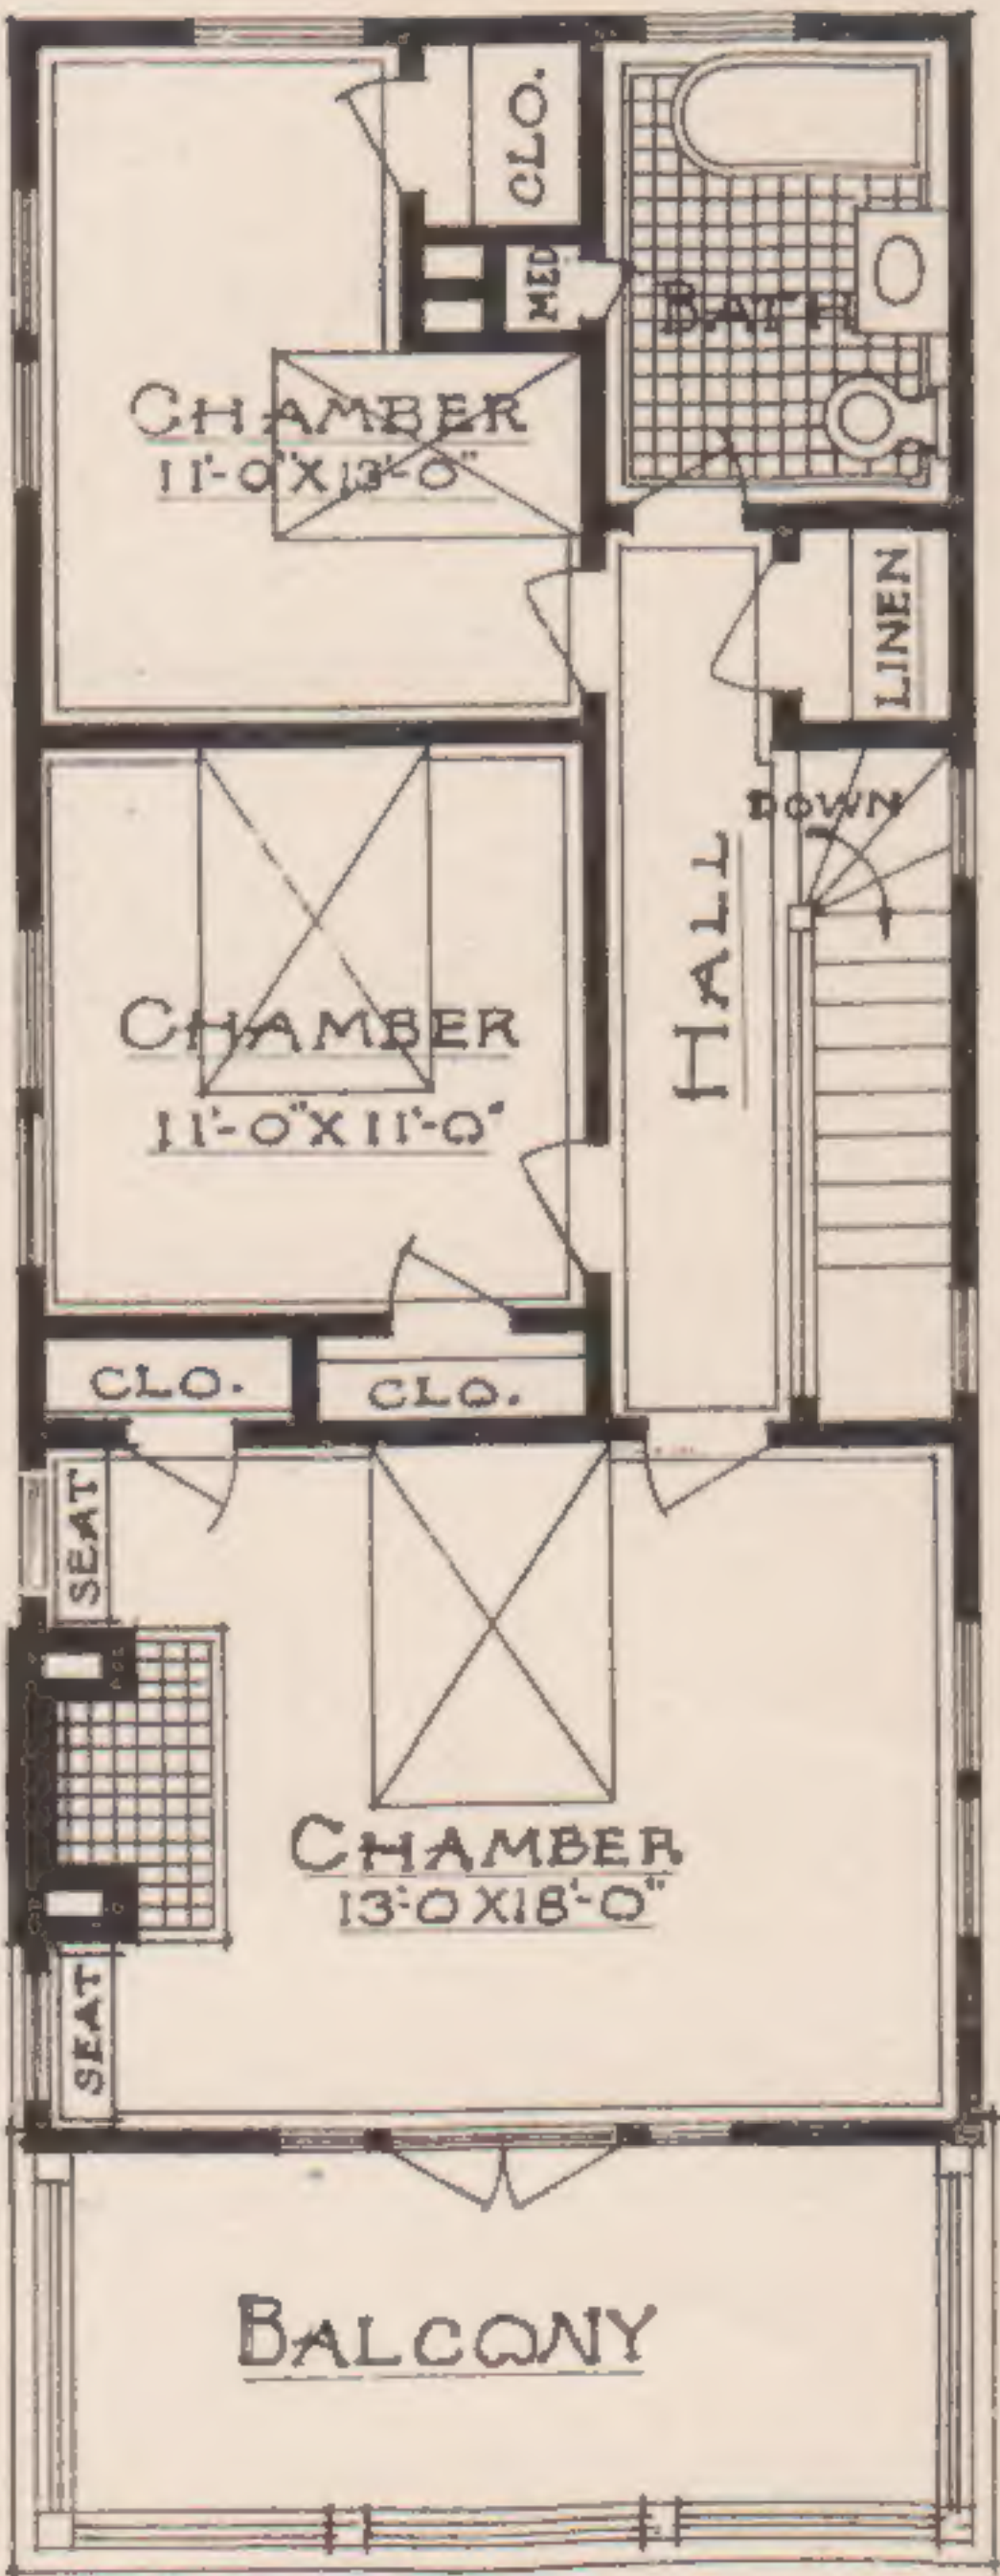 CLO.
MED
BATH
CHAMBER
11'-0"X13'-0"
LINEN
DOWN
HALL
CHAMBER
11'-0"X11'-0"
CLO.
CLO.
SEAT
CHAMBER
13'-0X18'-0"
SEAT
BALCONY